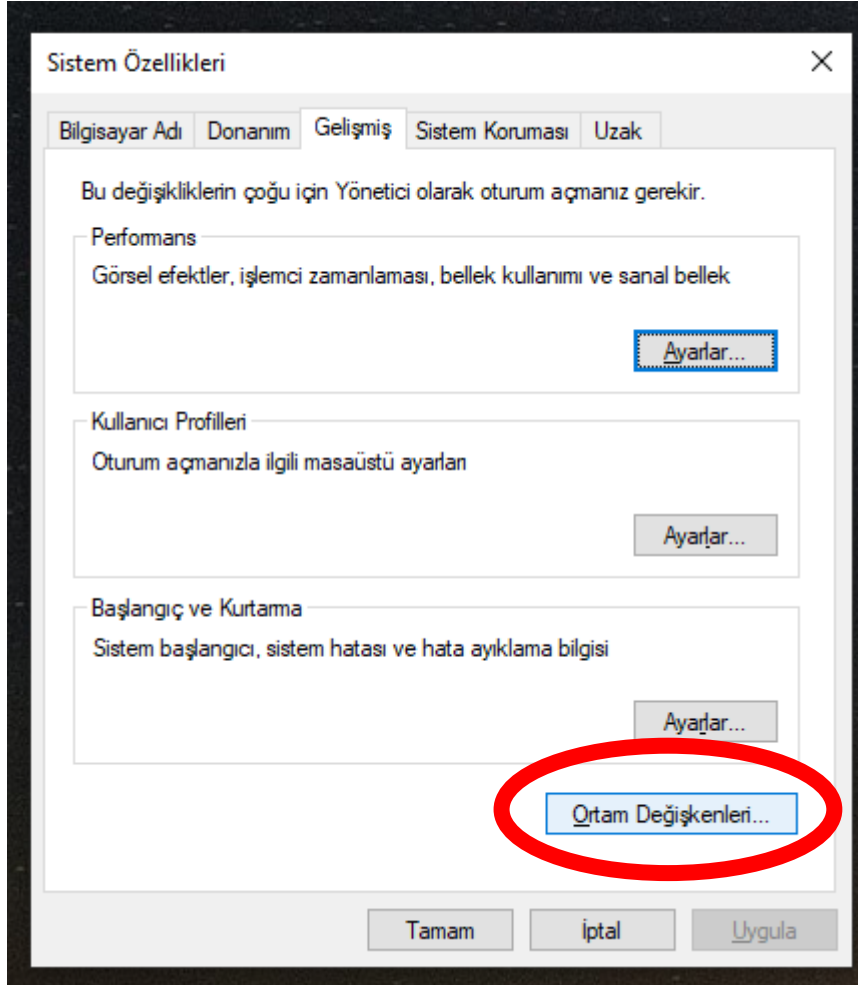 Sistem Özellikleri
Bilgisayar Adı Donanım Gelişmiş Sistem Koruması Uzak
Bu değişikliklerin çoğu için Yönetici olarak oturum açmanız gerekir.
Performans
Görsel efektler, işlemci zamanlaması, bellek kullanımı ve sanal bellek
Ayarlar...
Kullanıcı Profilleri
Oturum açmanızla ilgili masaüstü ayarları
Ayarlar...
Başlangıç ve Kurtarma
Sistem başlangıcı, sistem hatası ve hata ayıklama bilgisi
Ayarlar...
Ortam Değişkenleri...
Tamam İptal Uygula